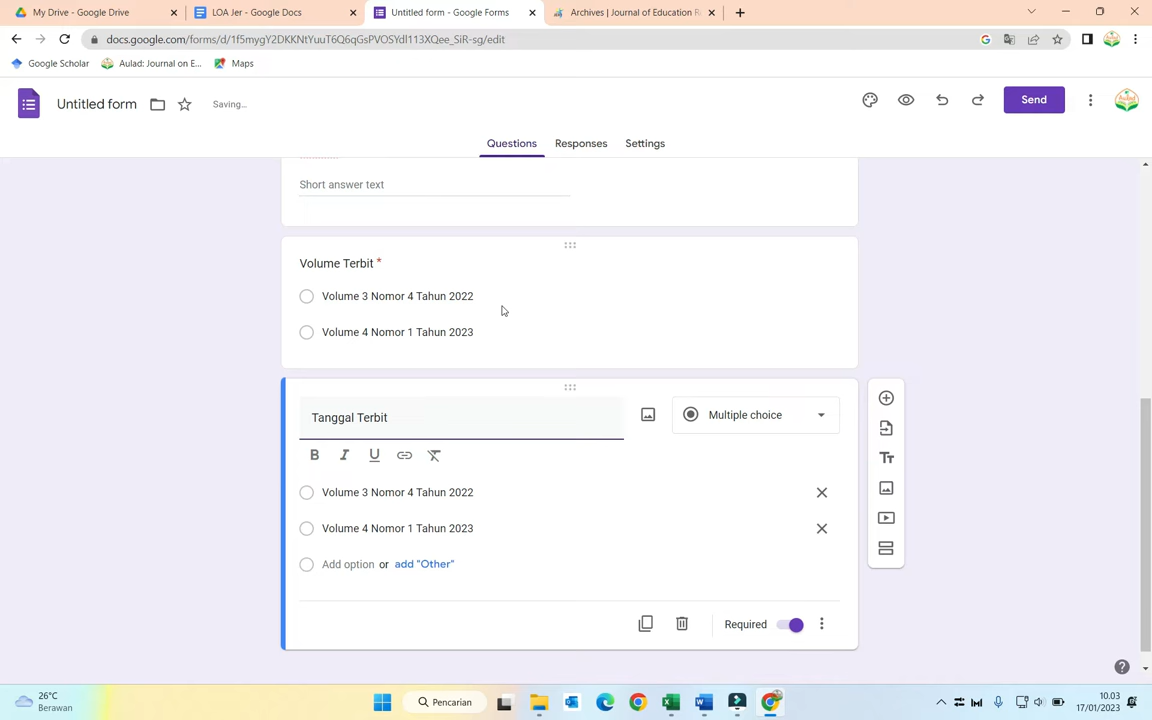 My Drive - Google Drive
LOA Jer - Google Docs
Untitled form - Google Forms
Archives | Journal of Education R
docs.google.com/forms/d/1f5mygY2DKKNtYuuT6Q6qGsPVOSYdI113XQee_SiR-sg/edit
Google Scholar
Aulad: Journal on E...
Maps
Untitled form
Saving...
Send
Questions
Responses
Settings
Short answer text
Volume Terbit *
Volume 3 Nomor 4 Tahun 2022
Volume 4 Nomor 1 Tahun 2023
Tanggal Terbit
Multiple choice
B I U
Volume 3 Nomor 4 Tahun 2022
Volume 4 Nomor 1 Tahun 2023
Add option or add "Other"
Required
26°C
Berawan
Pencarian
10.03
17/01/2023